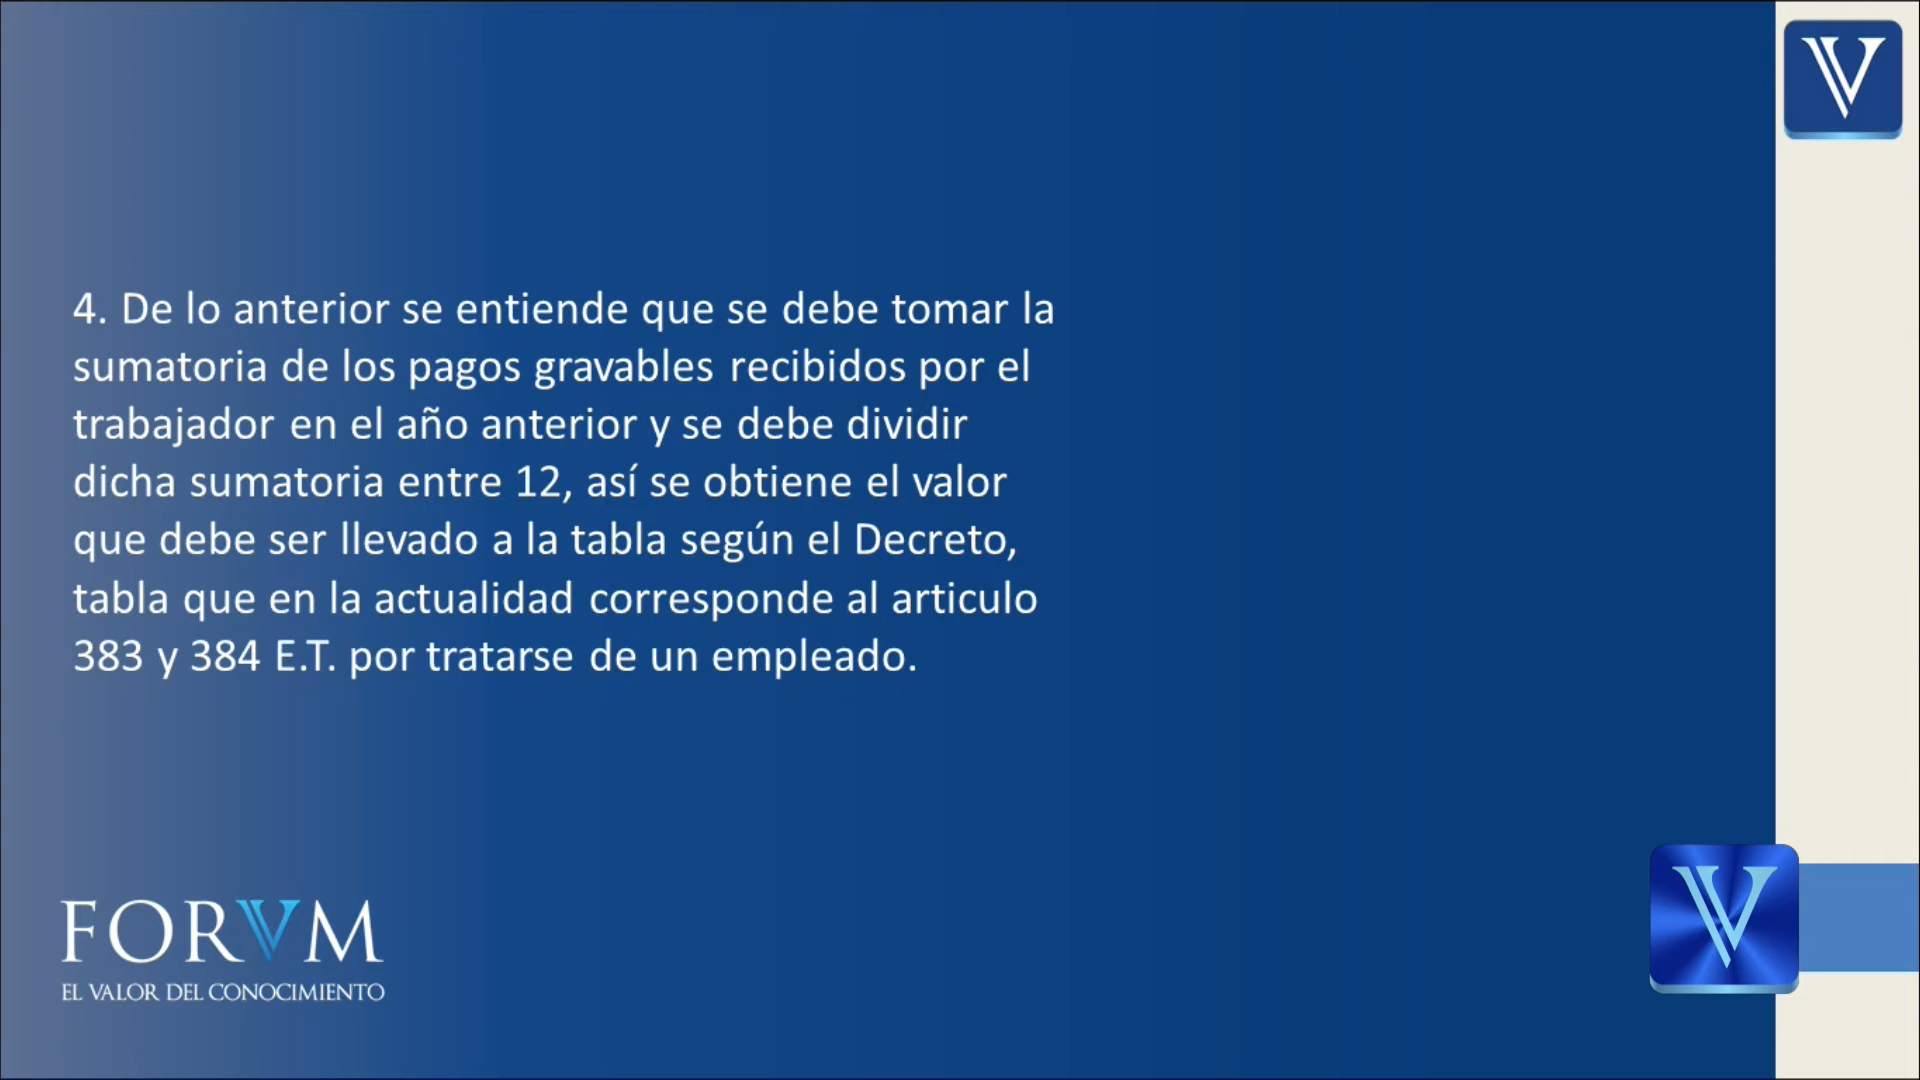 4. De lo anterior se entiende que se debe tomar la
sumatoria de los pagos gravables recibidos por el
trabajador en el año anterior y se debe dividir
dicha sumatoria entre 12, así se obtiene el valor
que debe ser llevado a la tabla según el Decreto,
tabla que en la actualidad corresponde al articulo
383 y 384 E.T. por tratarse de un empleado.
FORVM
EL VALOR DEL CONOCIMIENTO
V
V